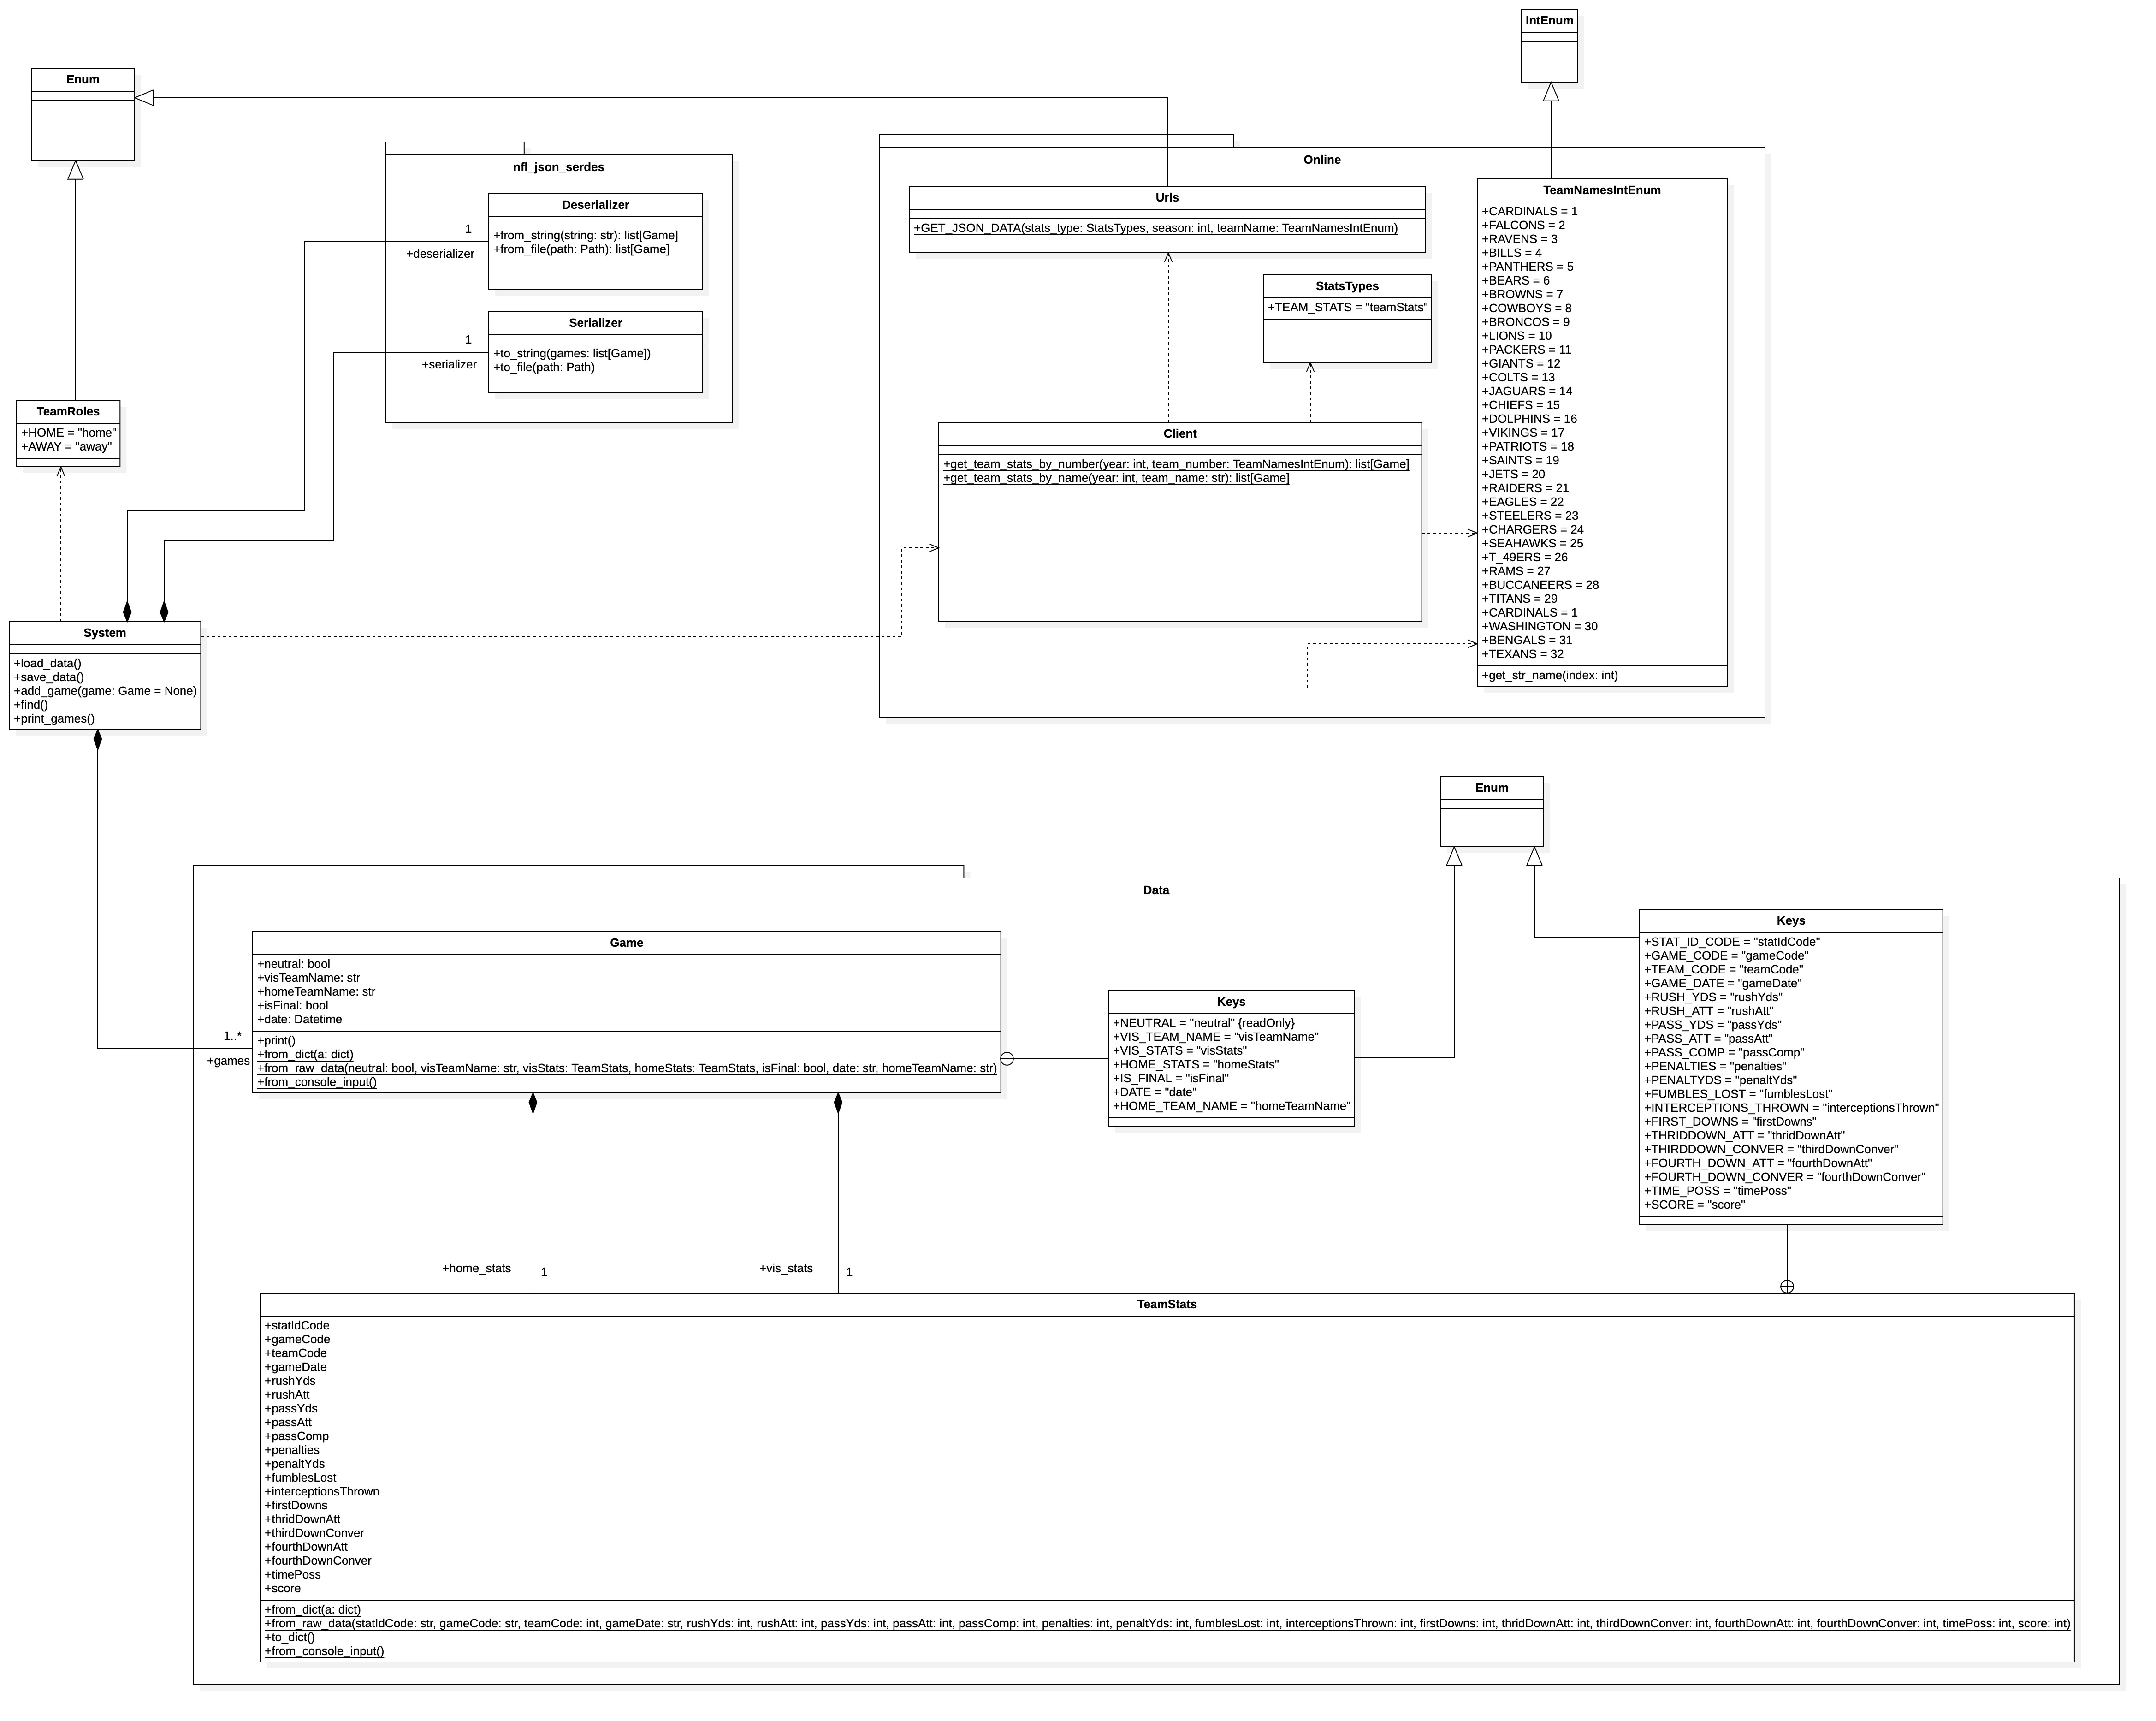 IntEnum
Enum
nfl_json_serdes
Deserializer
+from_string(string: str): list[Game]
+from_file(path: Path): list[Game]
1
+deserializer
Serializer
+to_string(games: list[Game])
+to_file(path: Path)
1
+serializer
Online
Urls
+GET_JSON_DATA(stats_type: StatsTypes, season: int, teamName: TeamNamesIntEnum)
StatsTypes
+TEAM_STATS = "teamStats"
Client
+get_team_stats_by_number(year: int, team_number: TeamNamesIntEnum): list[Game]
+get_team_stats_by_name(year: int, team_name: str): list[Game]
TeamNamesIntEnum
+CARDINALS = 1
+FALCONS = 2
+RAVENS = 3
+BILLS = 4
+PANTHERS = 5
+BEARS = 6
+BROWNS = 7
+COWBOYS = 8
+BRONCOS = 9
+LIONS = 10
+PACKERS = 11
+GIANTS = 12
+COLTS = 13
+JAGUARS = 14
+CHIEFS = 15
+DOLPHINS = 16
+VIKINGS = 17
+PATRIOTS = 18
+SAINTS = 19
+JETS = 20
+RAIDERS = 21
+EAGLES = 22
+STEELERS = 23
+CHARGERS = 24
+SEAHAWKS = 25
+T_49ERS = 26
+RAMS = 27
+BUCCANEERS = 28
+TITANS = 29
+CARDINALS = 1
+WASHINGTON = 30
+BENGALS = 31
+TEXANS = 32
+get_str_name(index: int)
TeamRoles
+HOME = "home"
+AWAY = "away"
System
+load_data()
+save_data()
+add_game(game: Game = None)
+find()
+print_games()
Enum
Data
Game
+neutral: bool
+visTeamName: str
+homeTeamName: str
+isFinal: bool
+date: Datetime
+print()
+from_dict(a: dict)
+from_raw_data(neutral: bool, visTeamName: str, visStats: TeamStats, homeStats: TeamStats, isFinal: bool, date: str, homeTeamName: str)
+from_console_input()
1..*
+games
Keys
+NEUTRAL = "neutral" {readOnly}
+VIS_TEAM_NAME = "visTeamName"
+VIS_STATS = "visStats"
+HOME_STATS = "homeStats"
+IS_FINAL = "isFinal"
+DATE = "date"
+HOME_TEAM_NAME = "homeTeamName"
Keys
+STAT_ID_CODE = "statIdCode"
+GAME_CODE = "gameCode"
+TEAM_CODE = "teamCode"
+GAME_DATE = "gameDate"
+RUSH_YDS = "rushYds"
+RUSH_ATT = "rushAtt"
+PASS_YDS = "passYds"
+PASS_ATT = "passAtt"
+PASS_COMP = "passComp"
+PENALTIES = "penalties"
+PENALTYDS = "penaltYds"
+FUMBLES_LOST = "fumblesLost"
+INTERCEPTIONS_THROWN = "interceptionsThrown"
+FIRST_DOWNS = "firstDowns"
+THRIDDOWN_ATT = "thridDownAtt"
+THIRDDOWN_CONVER = "thirdDownConver"
+FOURTH_DOWN_ATT = "fourthDownAtt"
+FOURTH_DOWN_CONVER = "fourthDownConver"
+TIME_POSS = "timePoss"
+SCORE = "score"
+home_stats
1
+vis_stats
1
TeamStats
+statIdCode
+gameCode
+teamCode
+gameDate
+rushYds
+rushAtt
+passYds
+passAtt
+passComp
+penalties
+penaltYds
+fumblesLost
+interceptionsThrown
+firstDowns
+thridDownAtt
+thirdDownConver
+fourthDownAtt
+fourthDownConver
+timePoss
+score
+from_dict(a: dict)
+from_raw_data(statIdCode: str, gameCode: str, teamCode: int, gameDate: str, rushYds: int, rushAtt: int, passYds: int, passAtt: int, passComp: int, penalties: int, penaltYds: int, fumblesLost: int, interceptionsThrown: int, firstDowns: int, thridDownAtt: int, thirdDownConver: int, fourthDownAtt: int, fourthDownConver: int, timePoss: int, score: int)
+to_dict()
+from_console_input()